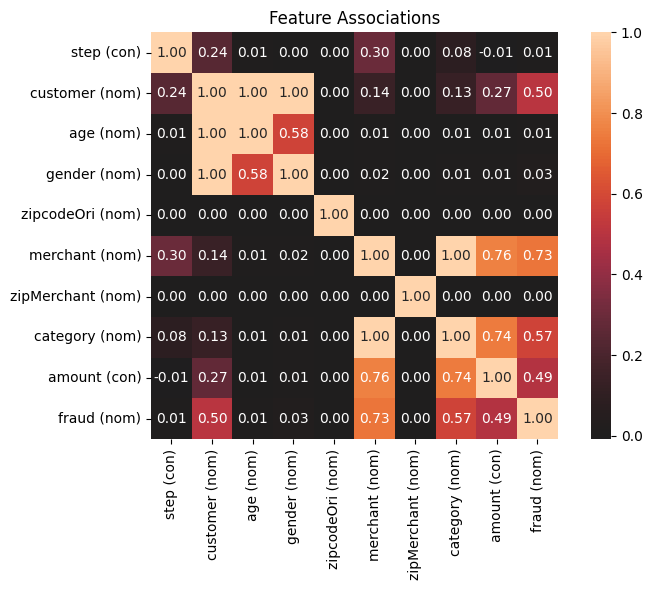 Feature Associations
step (con) 1.00 0.24 0.01 0.00 0.00 0.30 0.00 0.08 -0.01 0.01
customer (nom) 0.24 1.00 1.00 1.00 0.00 0.14 0.00 0.13 0.27 0.50
age (nom) 0.01 1.00 1.00 0.58 0.00 0.01 0.00 0.01 0.01 0.01
gender (nom) 0.00 1.00 0.58 1.00 0.00 0.02 0.00 0.01 0.01 0.03
zipcodeOri (nom) 0.00 0.00 0.00 0.00 1.00 0.00 0.00 0.00 0.00 0.00
merchant (nom) 0.30 0.14 0.01 0.02 0.00 1.00 0.00 1.00 0.76 0.73
zipMerchant (nom) 0.00 0.00 0.00 0.00 0.00 0.00 1.00 0.00 0.00 0.00
category (nom) 0.08 0.13 0.01 0.01 0.00 1.00 0.00 1.00 0.74 0.57
amount (con) -0.01 0.27 0.01 0.01 0.00 0.76 0.00 0.74 1.00 0.49
fraud (nom) 0.01 0.50 0.01 0.03 0.00 0.73 0.00 0.57 0.49 1.00
step (con)
customer (nom)
age (nom)
gender (nom)
zipcodeOri (nom)
merchant (nom)
zipMerchant (nom)
category (nom)
amount (con)
fraud (nom)
1.0
0.8
0.6
0.4
0.2
0.0